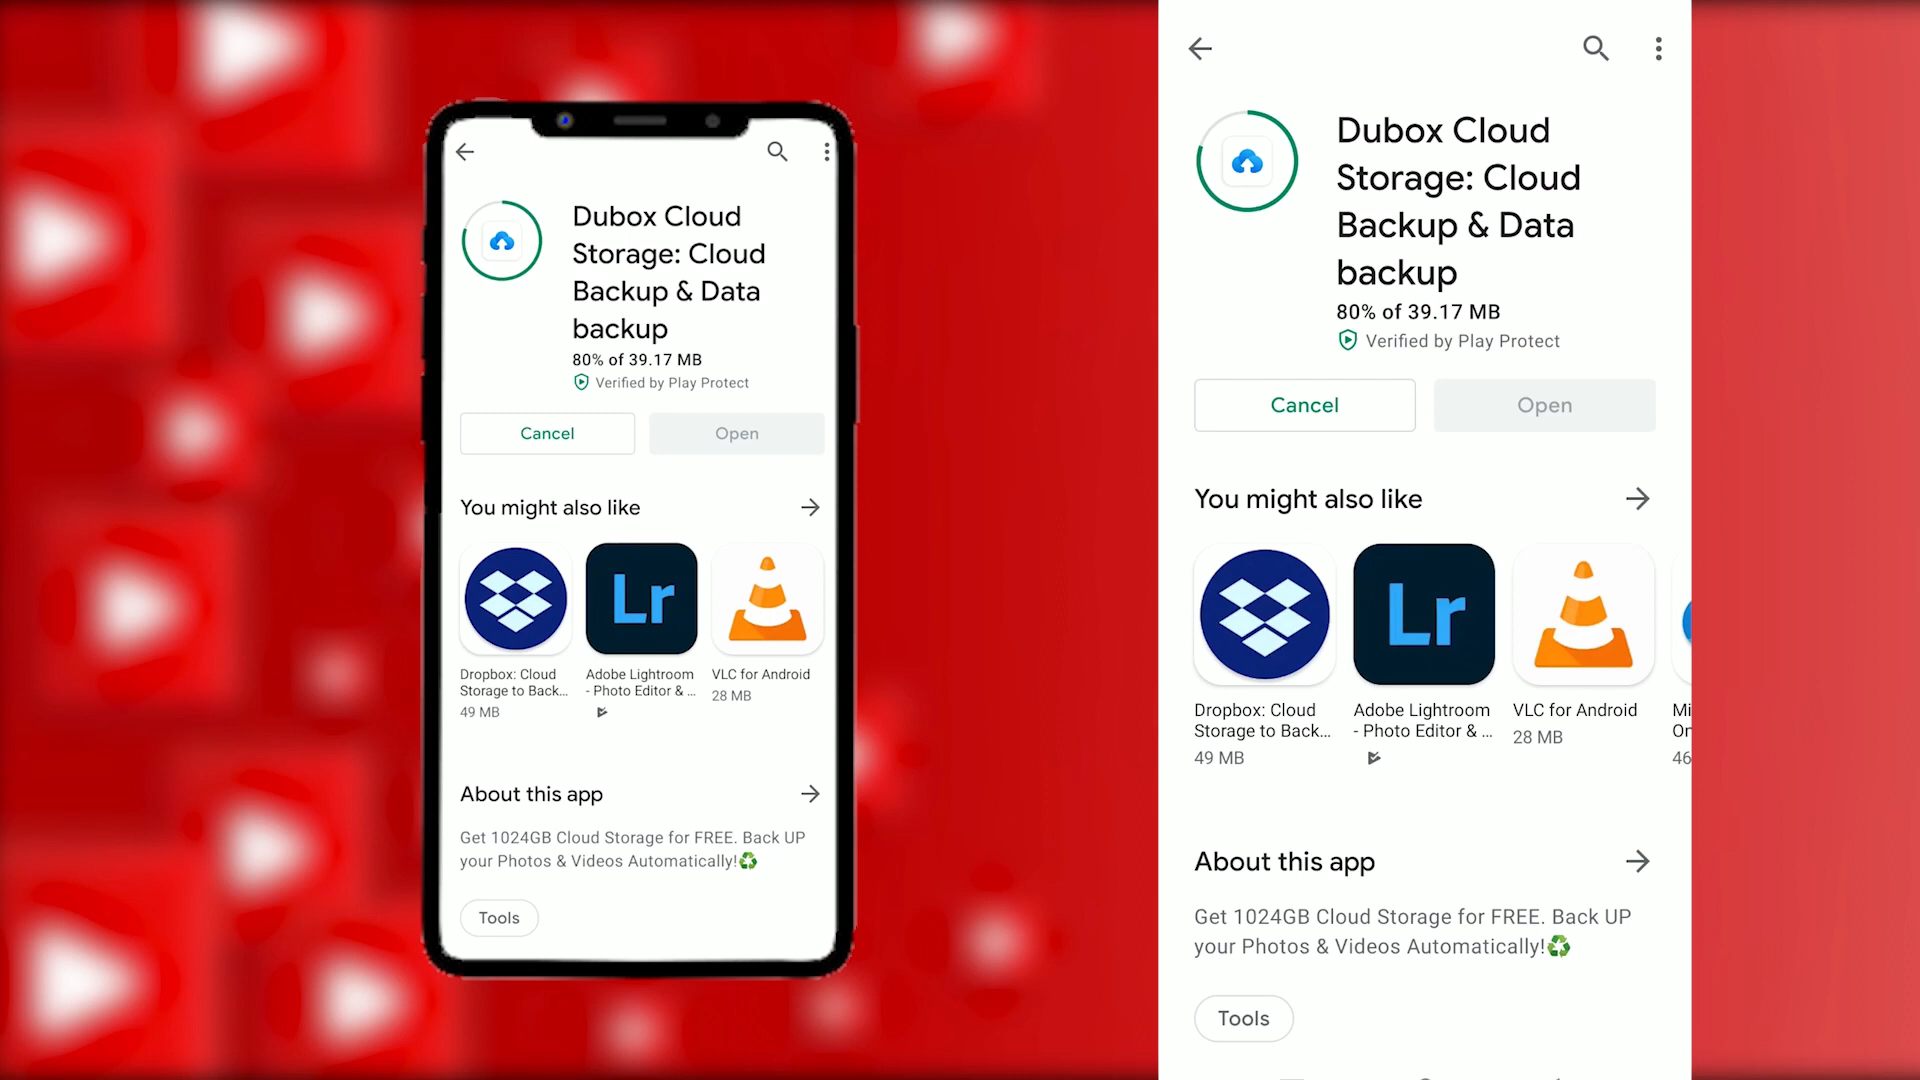 Dubox Cloud
Storage: Cloud
Backup & Data
backup
80% of 39.17 MB
Verified by Play Protect
Cancel
Open
You might also like
Lr
Dropbox: Cloud
Storage to Back...
49 MB
Adobe Lightroom
- Photo Editor & ...
VLC for Android
28 MB
About this app
Get 1024GB Cloud Storage for FREE. Back UP
your Photos & Videos Automatically!♻️
Tools
Dubox Cloud
Storage: Cloud
Backup & Data
backup
80% of 39.17 MB
Verified by Play Protect
Cancel
Open
You might also like
Lr
Dropbox: Cloud
Storage to Back...
49 MB
Adobe Lightroom
- Photo Editor & ...
VLC for Android
28 MB
Mi
On
46
About this app
Get 1024GB Cloud Storage for FREE. Back UP
your Photos & Videos Automatically!♻️
Tools